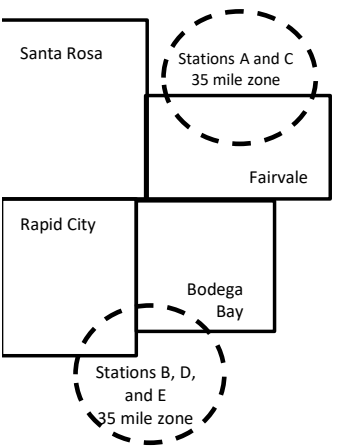 Santa Rosa
Stations A and C
35 mile zone
Fairvale
Rapid City
Bodega
Bay
Stations B, D,
and E
35 mile zone